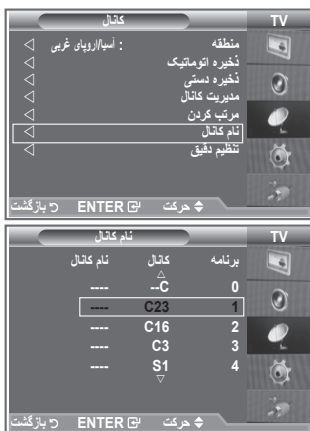 TV
کانال
منطقه : آسیا/اروپای غربی ◁
ذخیره اتوماتیک ◁
ذخیره دستی ◁
مدیریت کانال ◁
مرتب کردن ◁
نام کانال ◁
تنظیم دقیق ◁
حرکت ENTER بازگشت
TV
نام کانال
برنامه کانال نام کانال
△
0 C-- ----
1 C23 ----
2 C16 ----
3 C3 ----
4 S1 ----
▽
حرکت ENTER بازگشت